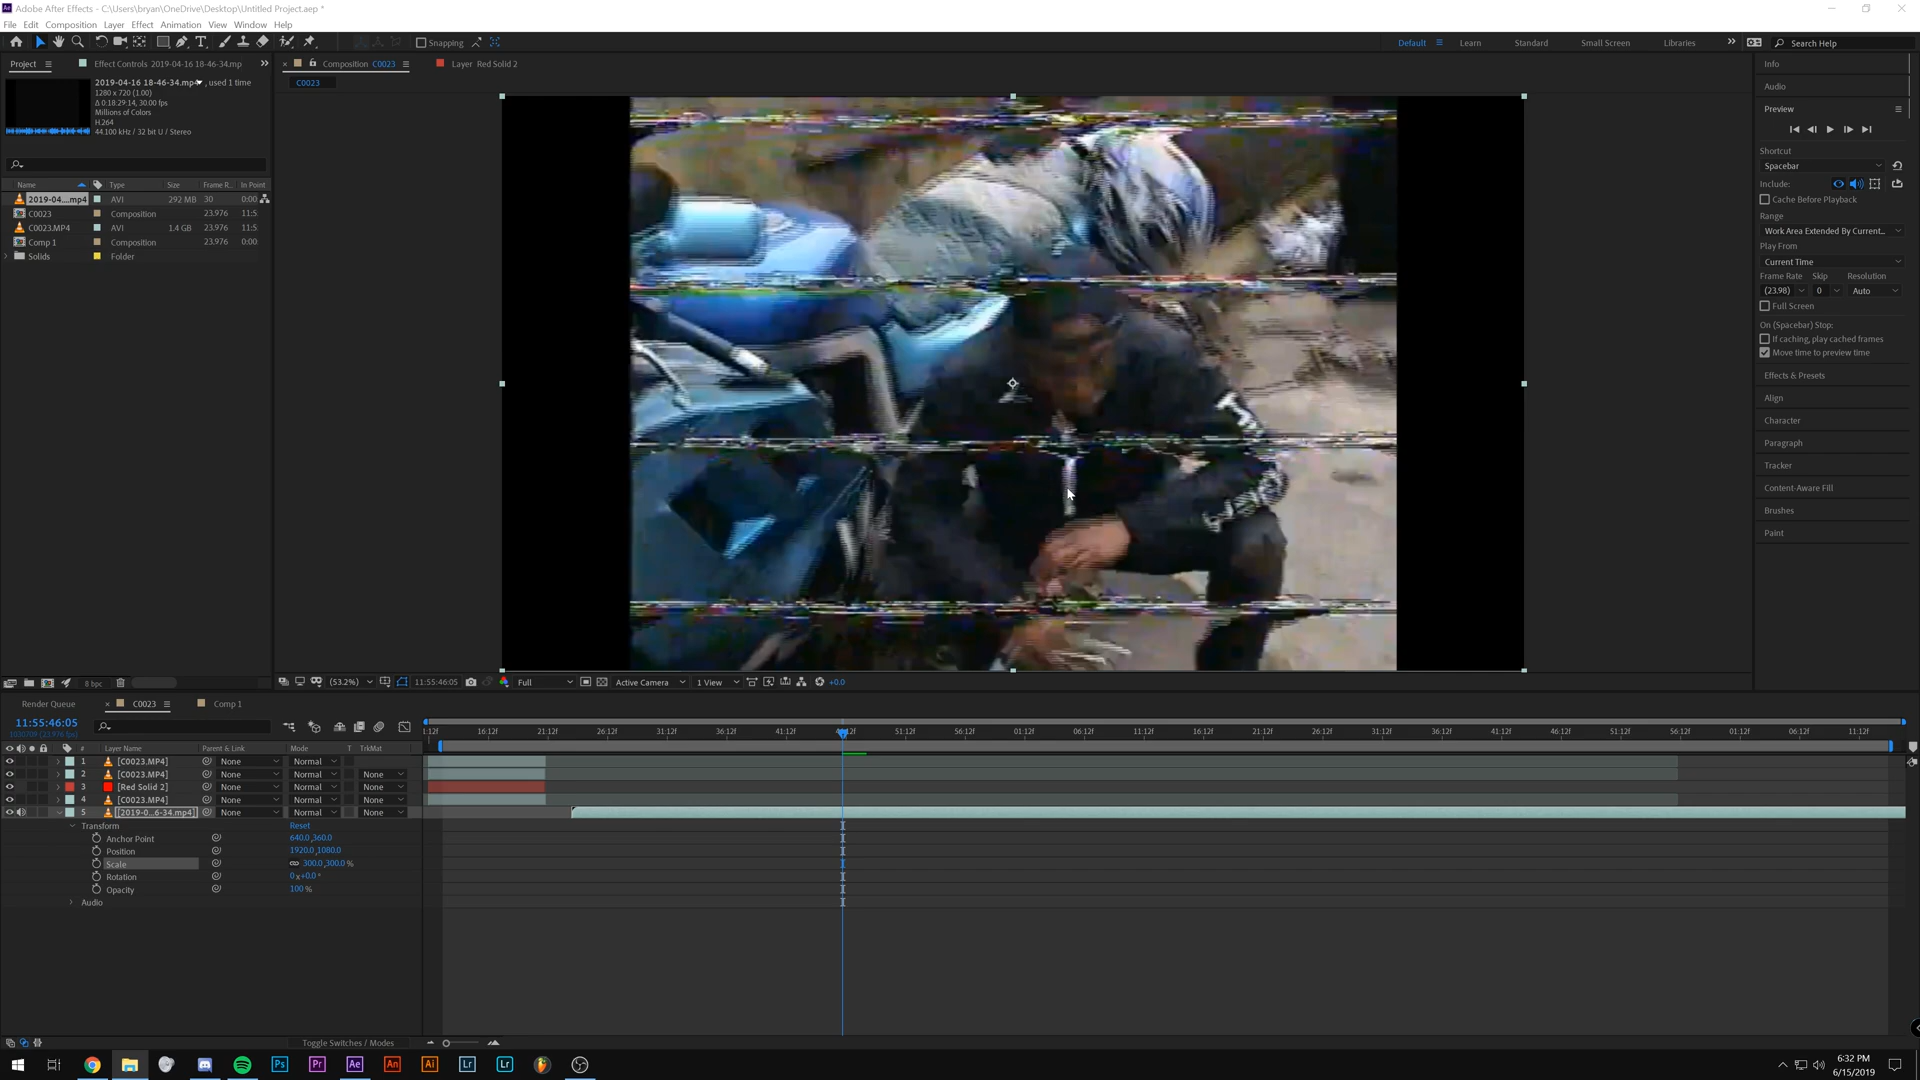 Adobe After Effects - C:\Users\bryan\OneDrive\Desktop\Untitled Project.aep *
File Edit Composition Layer Effect Animation View Window Help
Snapping
Default Learn Standard Small Screen Libraries Search Help
Project Effect Controls 2019-04-16 18-46-34.mp
Composition C0023 Layer Red Solid 2
C0023
2019-04-16 18-46-34.mp4 , used 1 time
1280 x 720 (1.00)
Δ 0:18:29:14, 30.00 fps
Millions of Colors
H.264
44.100 kHz / 32 bit U / Stereo
Name Type Size Frame R... In Point
2019-04....mp4 AVI 292 MB 30 0:00
C0023 Composition 23.976 11:5
C0023.MP4 AVI 1.4 GB 23.976 11:5
Comp 1 Composition 23.976 0:00
Solids Folder
8 bpc
(53.2%) 11:55:46:05 Full Active Camera 1 View +0.0
Info
Audio
Preview
Shortcut
Spacebar
Include:
Cache Before Playback
Range
Work Area Extended By Current...
Play From
Current Time
Frame Rate Skip Resolution
(23.98) 0 Auto
Full Screen
On (Spacebar) Stop:
If caching, play cached frames
Move time to preview time
Effects & Presets
Align
Character
Paragraph
Tracker
Content-Aware Fill
Brushes
Paint
Render Queue C0023 Comp 1
11:55:46:05
# Layer Name Parent & Link Mode T TrkMat
1:12f 16:12f 21:12f 26:12f 31:12f 36:12f 41:12f 51:12f 56:12f 01:12f 06:12f 11:12f 16:12f 21:12f 26:12f 31:12f 36:12f 41:12f 46:12f 51:12f 56:12f 01:12f 06:12f 11:12f
1 [C0023.MP4] None Normal
2 [C0023.MP4] None Normal None
3 [Red Solid 2] None Normal None
4 [C0023.MP4] None Normal None
5 [2019-0...6-34.mp4] None Normal None
Transform Reset
Anchor Point 640.0,360.0
Position 1920.0,1080.0
Scale 300.0,300.0 %
Rotation 0x+0.0°
Opacity 100 %
Audio
Toggle Switches / Modes
Ps Pr Ae An Ai Lr Lr
6:32 PM
6/15/2019